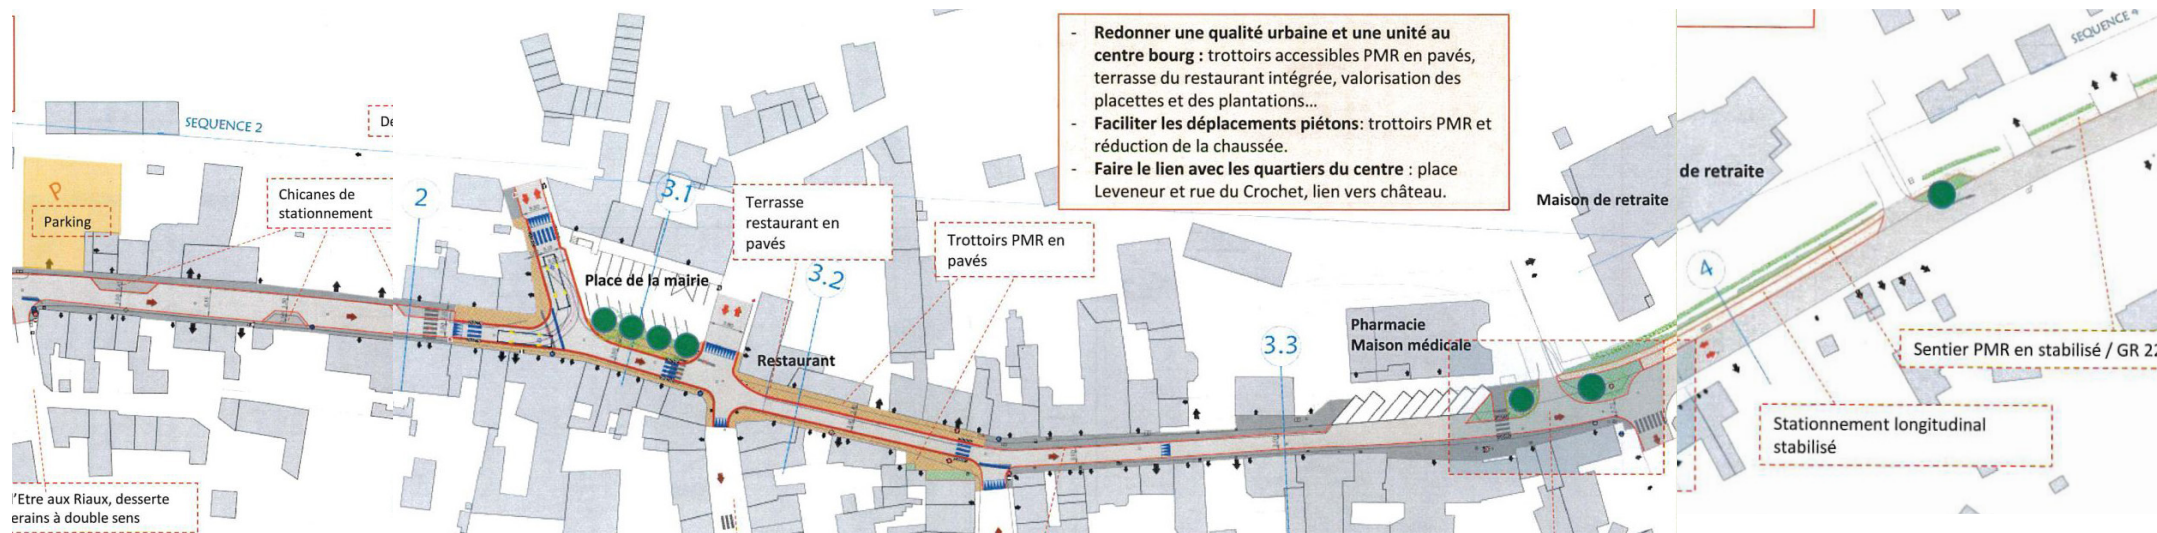 - Redonner une qualité urbaine et une unité au
centre bourg : trottoirs accessibles PMR en pavés,
terrasse du restaurant intégrée, valorisation des
placettes et des plantations...
- Faciliter les déplacements piétons: trottoirs PMR et
réduction de la chaussée.
- Faire le lien avec les quartiers du centre : place
Leveneur et rue du Crochet, lien vers château.
SEQUENCE 2
De
SEQUENCE 4
P
Parking
Chicanes de
stationnement
2
3.1
Terrasse
restaurant en
pavés
Place de la mairie
3.2
Trottoirs PMR en
pavés
Restaurant
3.3
Pharmacie
Maison médicale
Maison de retraite
de retraite
4
Sentier PMR en stabilisé / GR 22
Stationnement longitudinal
stabilisé
l'Etre aux Riaux, desserte
erains à double sens